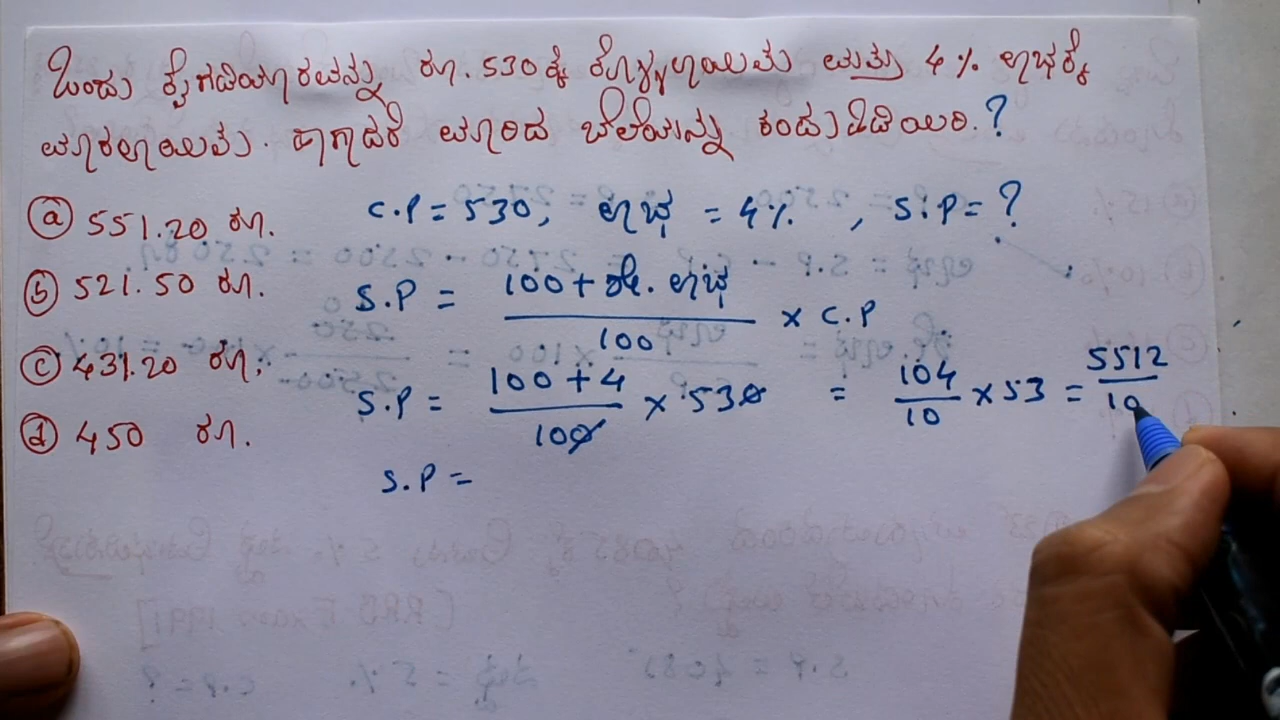 ಒಂದು ಕೈಗಡಿಯಾರವನ್ನು ರೂ. 530ಕ್ಕೆ ಕೊಳ್ಳಲಾಯಿತು ಮತ್ತು 4% ಲಾಭಕ್ಕೆ
ಮಾರಲಾಯಿತು. ಹಾಗಾದರೆ ಮಾರಿದ ಬೆಲೆಯನ್ನು ಕಂಡುಹಿಡಿಯಿರಿ.?
ⓐ 551.20 ರೂ.
ⓑ 521.50 ರೂ.
ⓒ 431.20 ರೂ.
ⓓ 450 ರೂ.
C.P = 530, ಲಾಭ = 4% , S.P = ?
S.P = 100 + ಶೇ. ಲಾಭ / 100 × C.P
S.P = 100 + 4 / 100 × 530 = 104 / 10 × 53 = 5512 / 10
S.P =